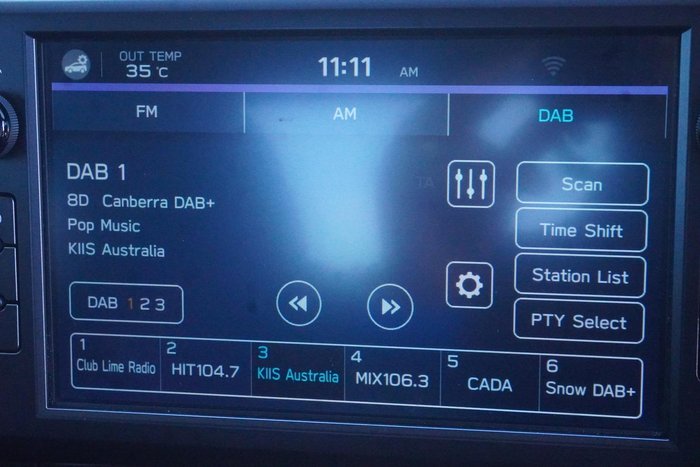 OUT TEMP
35 °C
11:11 AM
FM
AM
DAB
DAB 1
8D Canberra DAB+
Pop Music
KIIS Australia
TA
Scan
Time Shift
Station List
PTY Select
DAB 1 2 3
1
Club Lime Radio
2
HIT104.7
3
KIIS Australia
4
MIX106.3
5
CADA
6
Snow DAB+